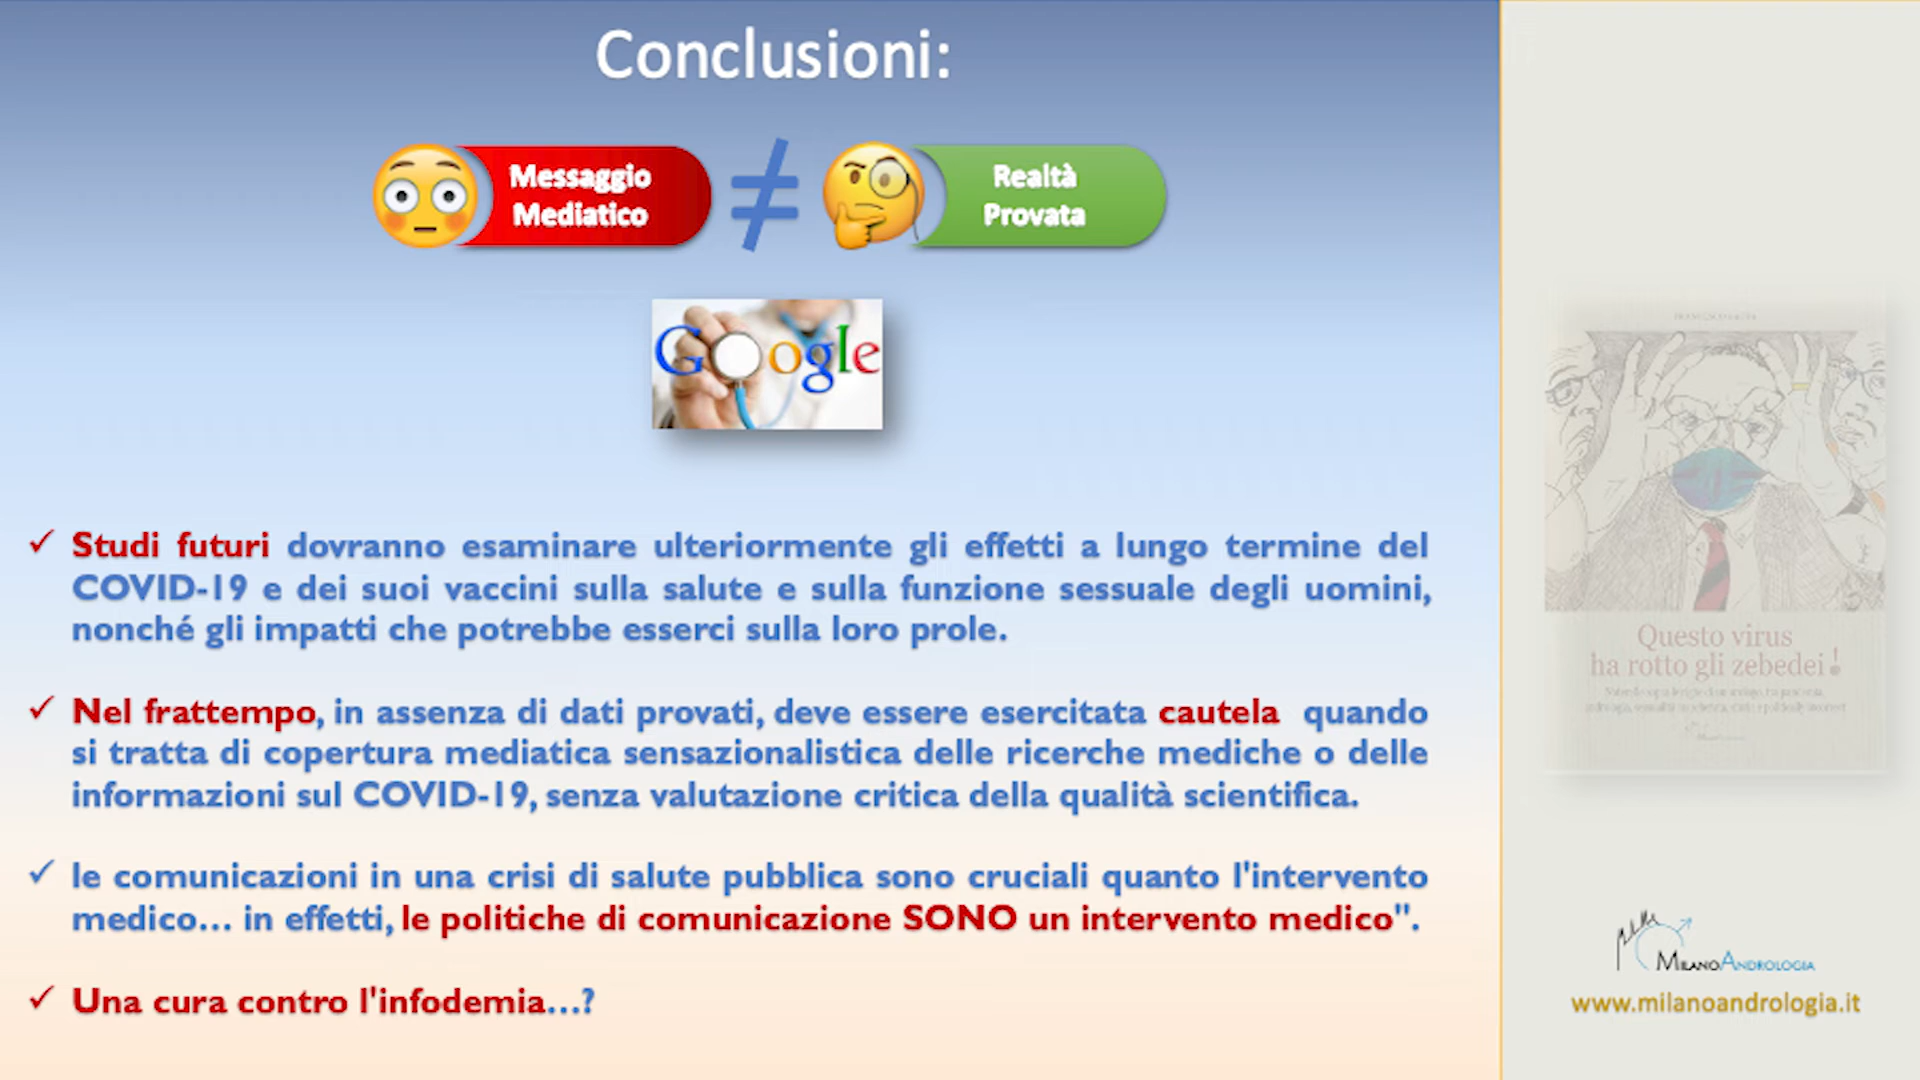 Conclusioni:
Messaggio
Mediatico
≠
Realtà
Provata
Google
✓ Studi futuri dovranno esaminare ulteriormente gli effetti a lungo termine del
COVID-19 e dei suoi vaccini sulla salute e sulla funzione sessuale degli uomini,
nonché gli impatti che potrebbe esserci sulla loro prole.
✓ Nel frattempo, in assenza di dati provati, deve essere esercitata cautela quando
si tratta di copertura mediatica sensazionalistica delle ricerche mediche o delle
informazioni sul COVID-19, senza valutazione critica della qualità scientifica.
✓ le comunicazioni in una crisi di salute pubblica sono cruciali quanto l'intervento
medico... in effetti, le politiche di comunicazione SONO un intervento medico".
✓ Una cura contro l'infodemia...?
Questo virus
ha rotto gli zebedei!
MILANOANDROLOGIA
www.milanoandrologia.it